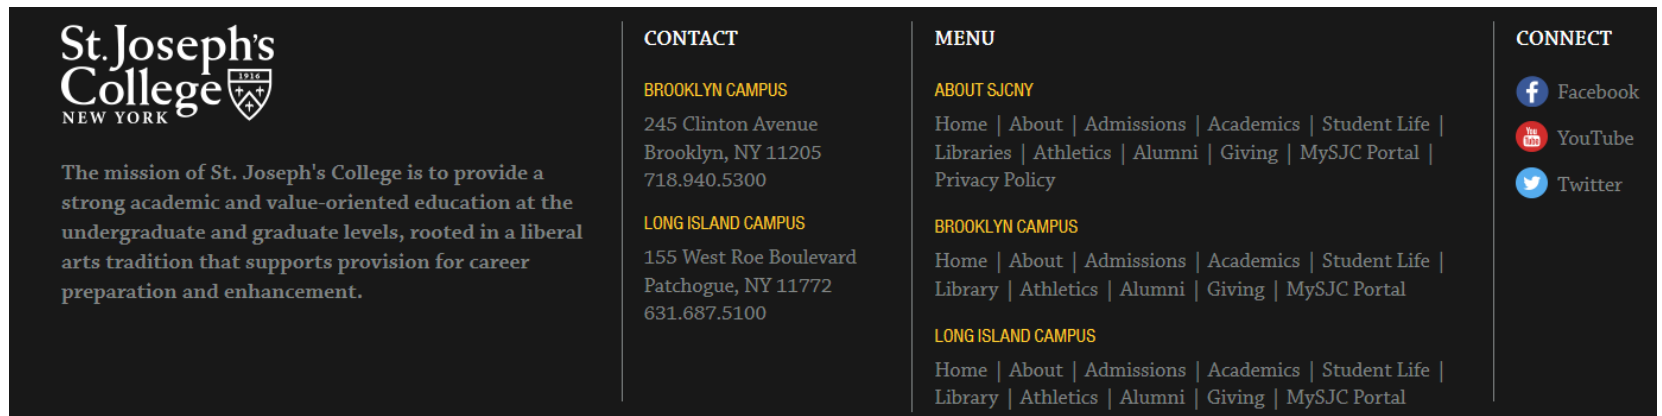 St. Joseph's
College
1916
NEW YORK
The mission of St. Joseph's College is to provide a
strong academic and value-oriented education at the
undergraduate and graduate levels, rooted in a liberal
arts tradition that supports provision for career
preparation and enhancement.
CONTACT
BROOKLYN CAMPUS
245 Clinton Avenue
Brooklyn, NY 11205
718.940.5300
LONG ISLAND CAMPUS
155 West Roe Boulevard
Patchogue, NY 11772
631.687.5100
MENU
ABOUT SJCNY
Home | About | Admissions | Academics | Student Life |
Libraries | Athletics | Alumni | Giving | MySJC Portal |
Privacy Policy
BROOKLYN CAMPUS
Home | About | Admissions | Academics | Student Life |
Library | Athletics | Alumni | Giving | MySJC Portal
LONG ISLAND CAMPUS
Home | About | Admissions | Academics | Student Life |
Library | Athletics | Alumni | Giving | MySJC Portal
CONNECT
f Facebook
You
Tube
YouTube
Twitter